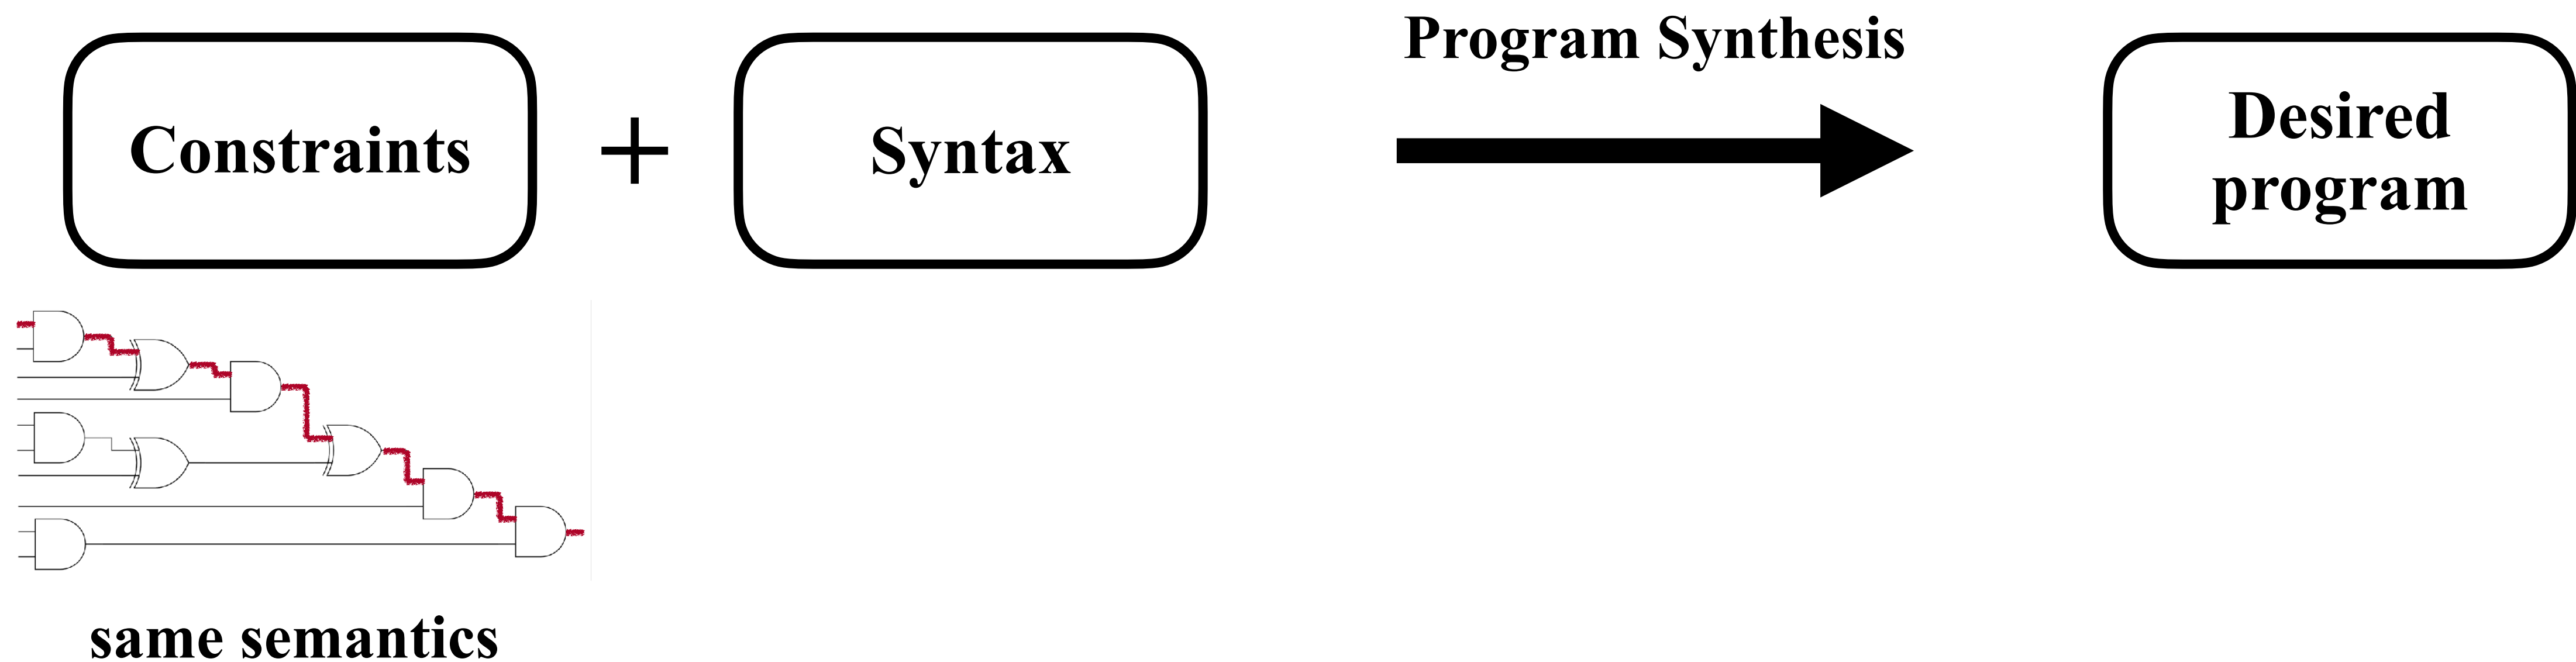 Program Synthesis
Constraints
+
Syntax
Desired
program
same semantics